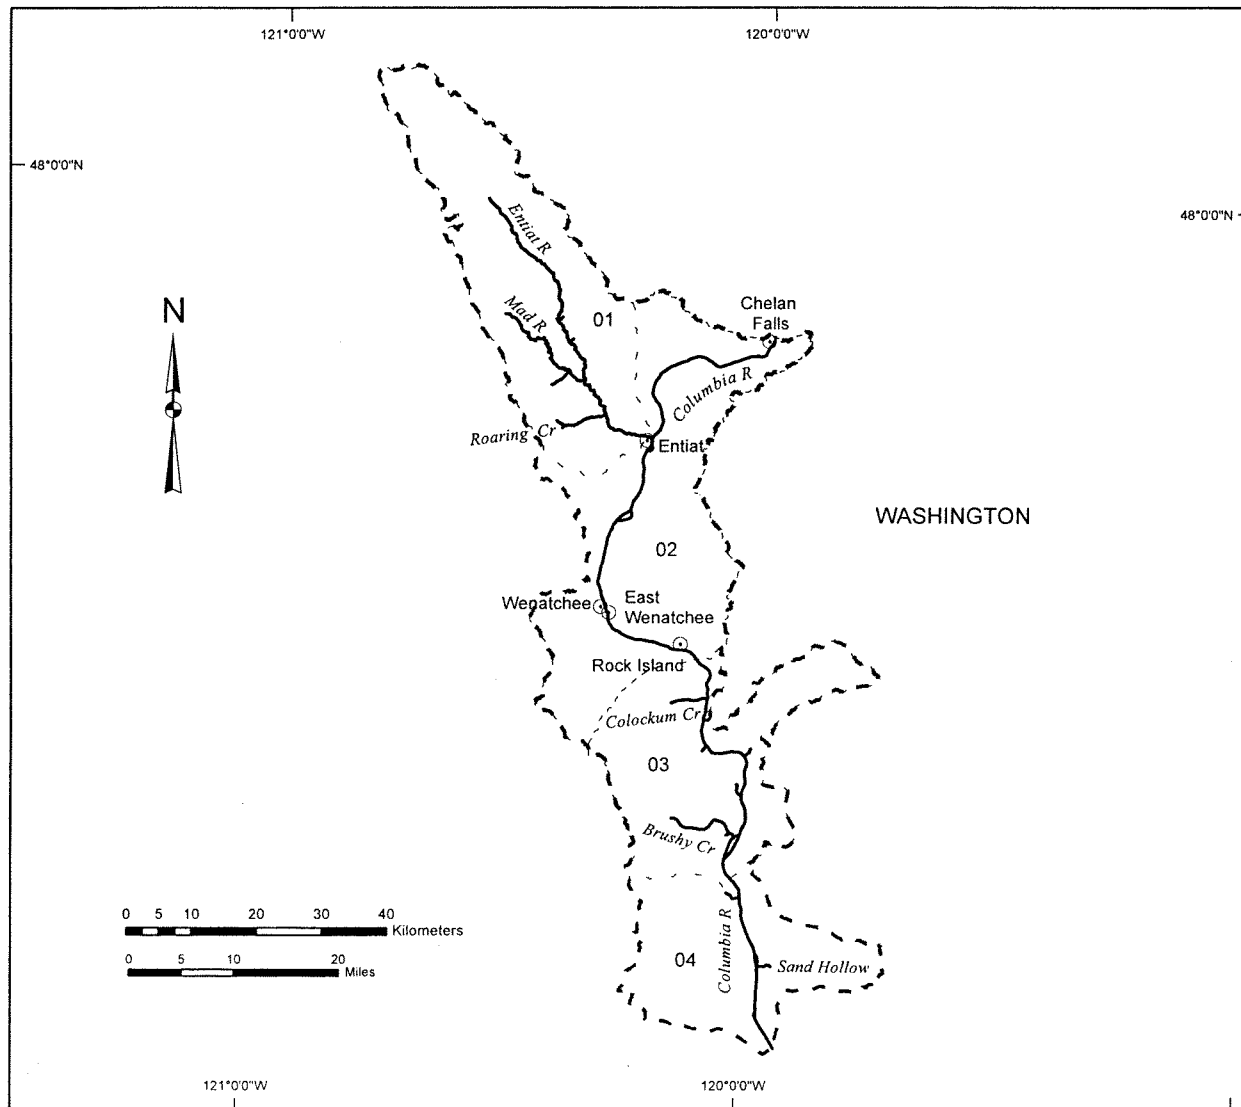 121°0'0"W
120°0'0"W
48°0'0"N
48°0'0"N
Entiat R
Mad R
01
Chelan
Falls
N
Columbia R
Roaring Cr
Entiat
WASHINGTON
02
Wenatchee
East
Wenatchee
Rock Island
Colockum Cr
03
Brushy Cr
0 5 10 20 30 40
Kilometers
0 5 10 20
Miles
04
Columbia R
Sand Hollow
121°0'0"W
120°0'0"W